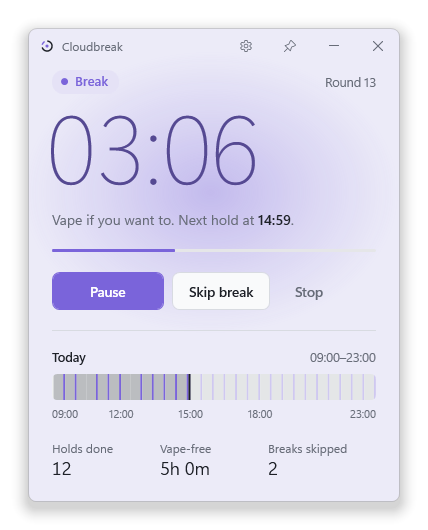 Cloudbreak
Break
Round 13
03:06
Vape if you want to. Next hold at 14:59.
Pause
Skip break
Stop
Today
09:00–23:00
09:00
12:00
15:00
18:00
23:00
Holds done
Vape-free
Breaks skipped
12
5h 0m
2